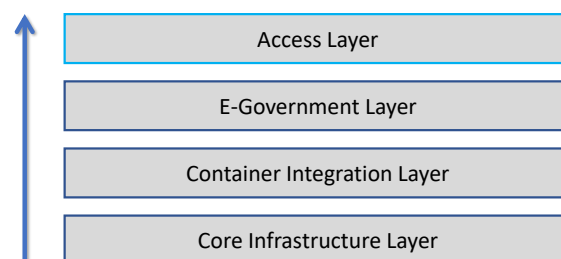 Access Layer
E-Government Layer
Container Integration Layer
Core Infrastructure Layer